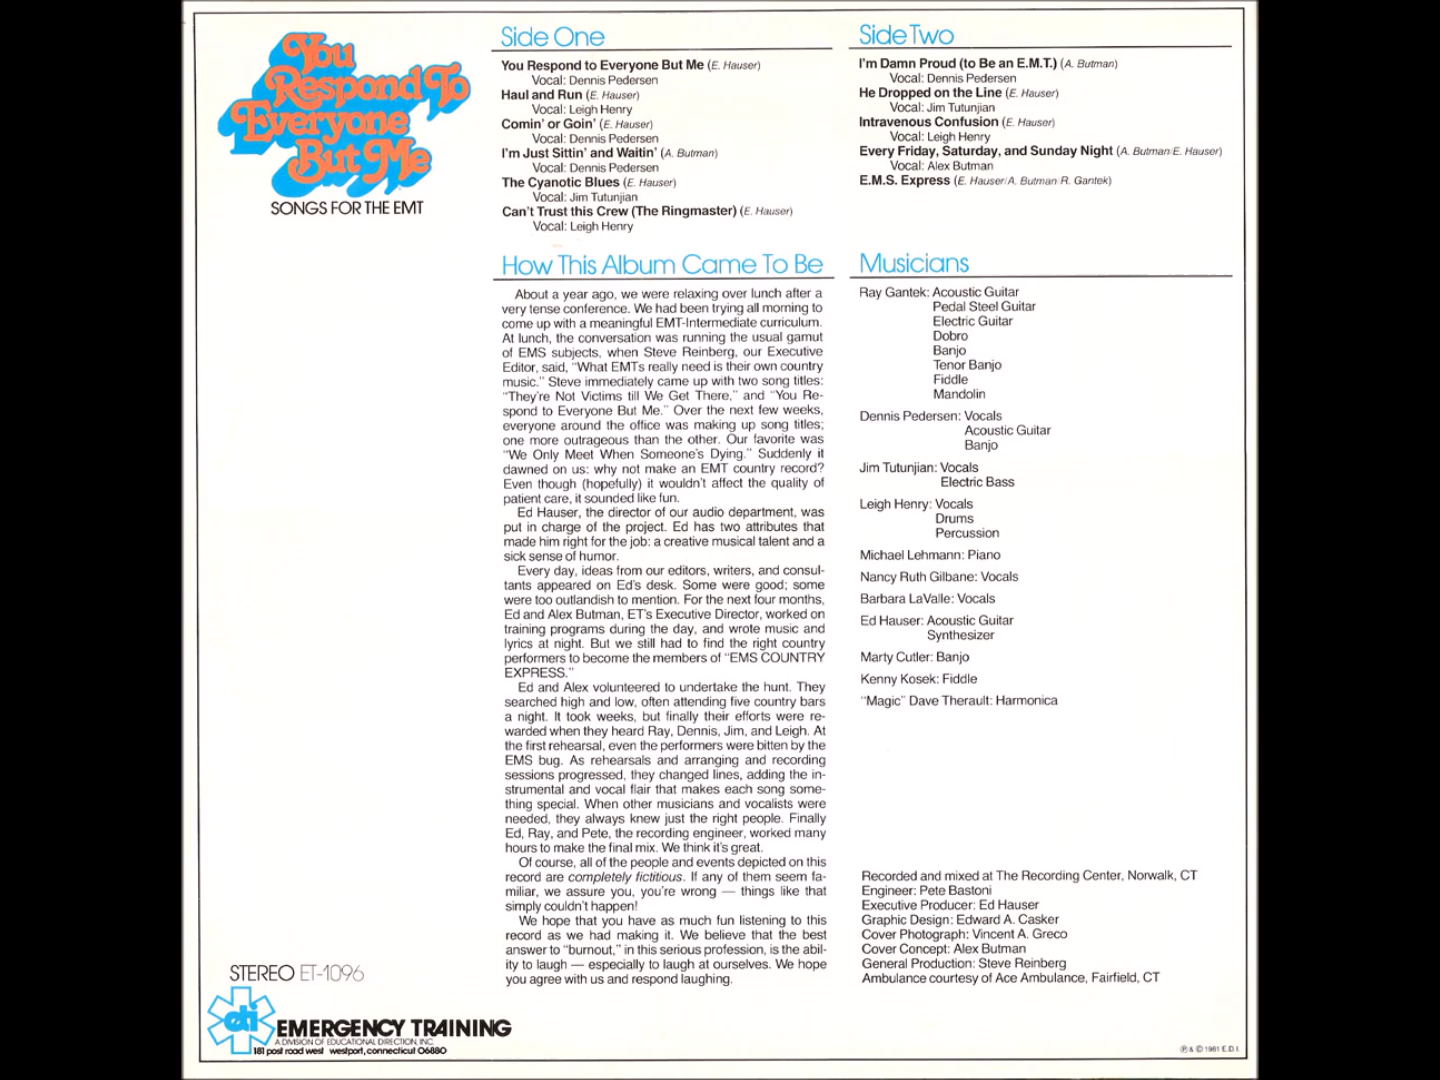 You
Respond To
Everyone
But Me
SONGS FOR THE EMT
Side One
You Respond to Everyone But Me (E. Hauser)
Vocal: Dennis Pedersen
Haul and Run (E. Hauser)
Vocal: Leigh Henry
Comin' or Goin' (E. Hauser)
Vocal: Dennis Pedersen
I'm Just Sittin' and Waitin' (A. Butman)
Vocal: Dennis Pedersen
The Cyanotic Blues (E. Hauser)
Vocal: Jim Tutunjian
Can't Trust this Crew (The Ringmaster) (E. Hauser)
Vocal: Leigh Henry
Side Two
I'm Damn Proud (to Be an E.M.T.) (A. Butman)
Vocal: Dennis Pedersen
He Dropped on the Line (E. Hauser)
Vocal: Jim Tutunjian
Intravenous Confusion (E. Hauser)
Vocal: Leigh Henry
Every Friday, Saturday, and Sunday Night (A. Butman/E. Hauser)
Vocal: Alex Butman
E.M.S. Express (E. Hauser/A. Butman/R. Gantek)
How This Album Came To Be
About a year ago, we were relaxing over lunch after a
very tense conference. We had been trying all morning to
come up with a meaningful EMT-Intermediate curriculum.
At lunch, the conversation was running the usual gamut
of EMS subjects, when Steve Reinberg, our Executive
Editor, said, "What EMTs really need is their own country
music." Steve immediately came up with two song titles:
"They're Not Victims till We Get There," and "You Re-
spond to Everyone But Me." Over the next few weeks,
everyone around the office was making up song titles;
one more outrageous than the other. Our favorite was
"We Only Meet When Someone's Dying." Suddenly it
dawned on us: why not make an EMT country record?
Even though (hopefully) it wouldn't affect the quality of
patient care, it sounded like fun.
Ed Hauser, the director of our audio department, was
put in charge of the project. Ed has two attributes that
made him right for the job: a creative musical talent and a
sick sense of humor.
Every day, ideas from our editors, writers, and consul-
tants appeared on Ed's desk. Some were good; some
were too outlandish to mention. For the next four months,
Ed and Alex Butman, ET's Executive Director, worked on
training programs during the day, and wrote music and
lyrics at night. But we still had to find the right country
performers to become the members of "EMS COUNTRY
EXPRESS."
Ed and Alex volunteered to undertake the hunt. They
searched high and low, often attending five country bars
a night. It took weeks, but finally their efforts were re-
warded when they heard Ray, Dennis, Jim, and Leigh. At
the first rehearsal, even the performers were bitten by the
EMS bug. As rehearsals and arranging and recording
sessions progressed, they changed lines, adding the in-
strumental and vocal flair that makes each song some-
thing special. When other musicians and vocalists were
needed, they always knew just the right people. Finally
Ed, Ray, and Pete, the recording engineer, worked many
hours to make the final mix. We think it's great.
Of course, all of the people and events depicted on this
record are completely fictitious. If any of them seem fa-
miliar, we assure you, you're wrong — things like that
simply couldn't happen!
We hope that you have as much fun listening to this
record as we had making it. We believe that the best
answer to "burnout," in this serious profession, is the abil-
ity to laugh — especially to laugh at ourselves. We hope
you agree with us and respond laughing.
Musicians
Ray Gantek: Acoustic Guitar
Pedal Steel Guitar
Electric Guitar
Dobro
Banjo
Tenor Banjo
Fiddle
Mandolin
Dennis Pedersen: Vocals
Acoustic Guitar
Banjo
Jim Tutunjian: Vocals
Electric Bass
Leigh Henry: Vocals
Drums
Percussion
Michael Lehmann: Piano
Nancy Ruth Gilbane: Vocals
Barbara LaValle: Vocals
Ed Hauser: Acoustic Guitar
Synthesizer
Marty Cutler: Banjo
Kenny Kosek: Fiddle
"Magic" Dave Therault: Harmonica
Recorded and mixed at The Recording Center, Norwalk, CT
Engineer: Pete Bastoni
Executive Producer: Ed Hauser
Graphic Design: Edward A. Casker
Cover Photograph: Vincent A. Greco
Cover Concept: Alex Butman
General Production: Steve Reinberg
Ambulance courtesy of Ace Ambulance, Fairfield, CT
STEREO ET-1096
eti
EMERGENCY TRAINING
A DIVISION OF EDUCATIONAL DIRECTION, INC.
181 post road west westport, connecticut 06880
℗ & © 1981 E.D.I.